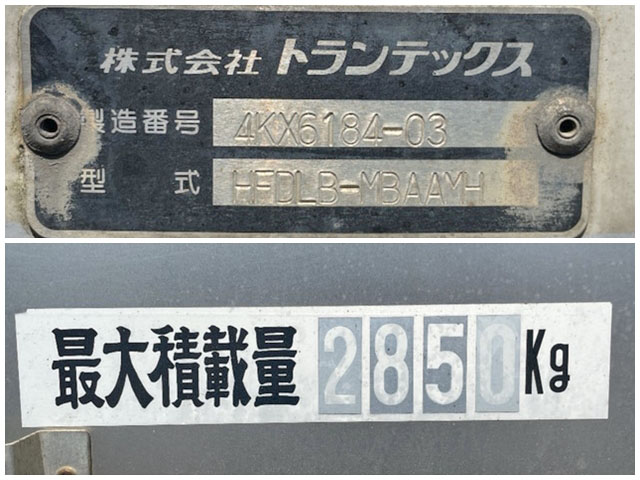 株式会社 トランテックス
製造番号 4KX6184-03
型式 HFDLB-MBAAMH
最大積載量 2850Kg